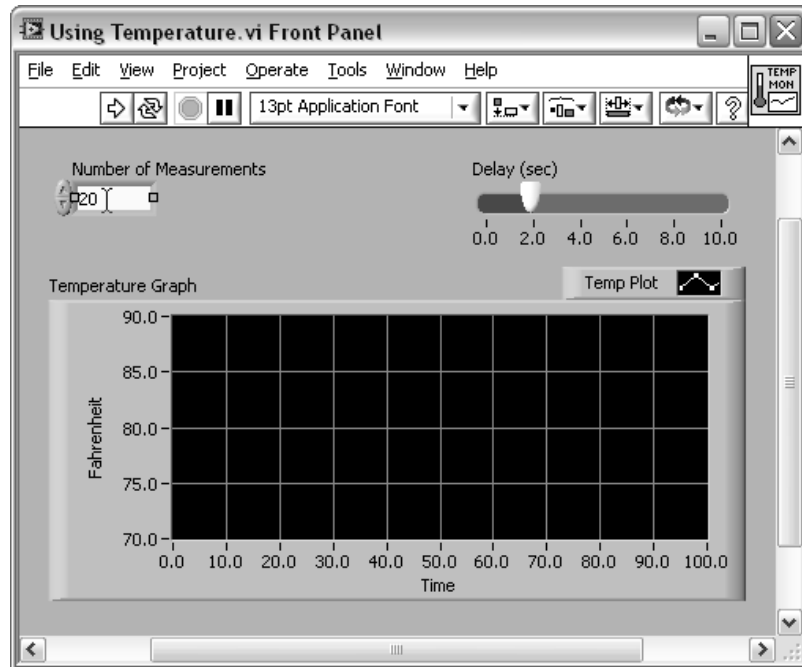 Using Temperature.vi Front Panel
File Edit View Project Operate Tools Window Help
TEMP
MON
13pt Application Font
Number of Measurements
20
Delay (sec)
0.0 2.0 4.0 6.0 8.0 10.0
Temperature Graph
Temp Plot
90.0
85.0
80.0
75.0
70.0
Fahrenheit
0.0 10.0 20.0 30.0 40.0 50.0 60.0 70.0 80.0 90.0 100.0
Time